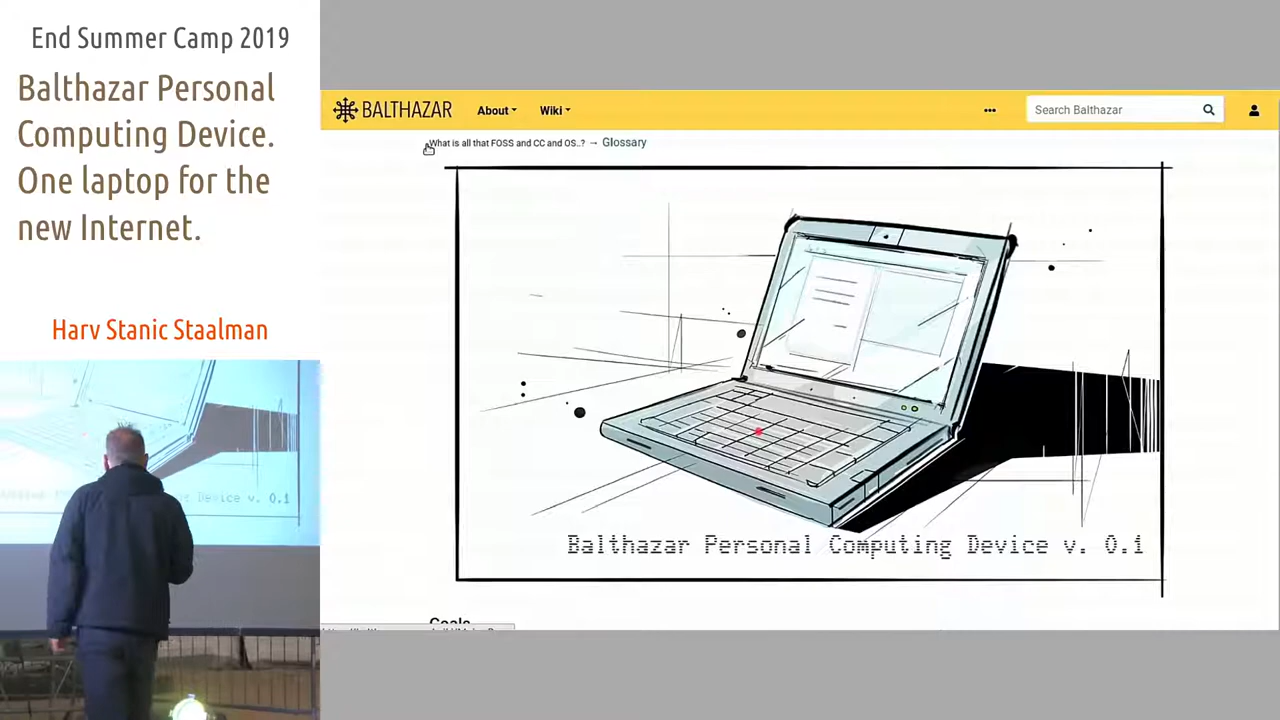 End Summer Camp 2019
Balthazar Personal
Computing Device.
One laptop for the
new Internet.
Harv Stanic Staalman
BALTHAZAR
About
Wiki
Search Balthazar
What is all that FOSS and CC and OS..? → Glossary
Balthazar Personal Computing Device v. 0.1
Goals
Device v. 0.1